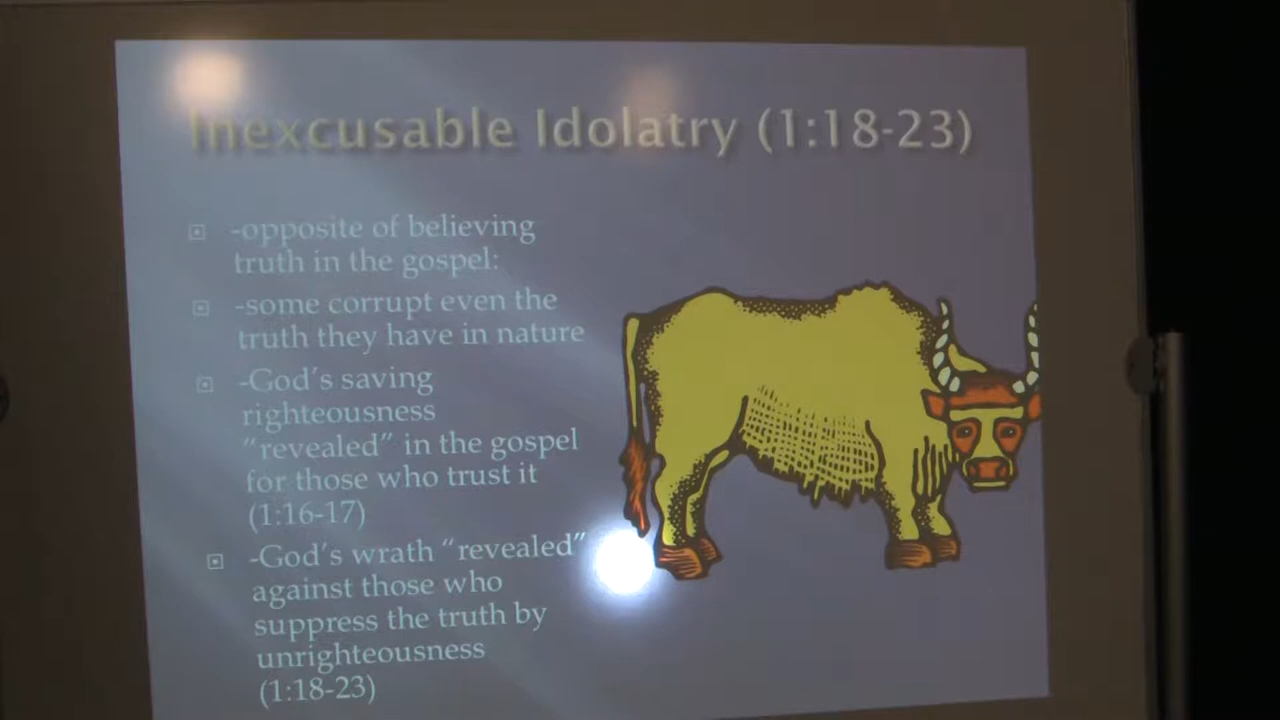 Inexcusable Idolatry (1:18-23)
-opposite of believing
truth in the gospel:
-some corrupt even the
truth they have in nature
-God's saving
righteousness
"revealed" in the gospel
for those who trust it
(1:16-17)
-God's wrath "revealed"
against those who
suppress the truth by
unrighteousness
(1:18-23)